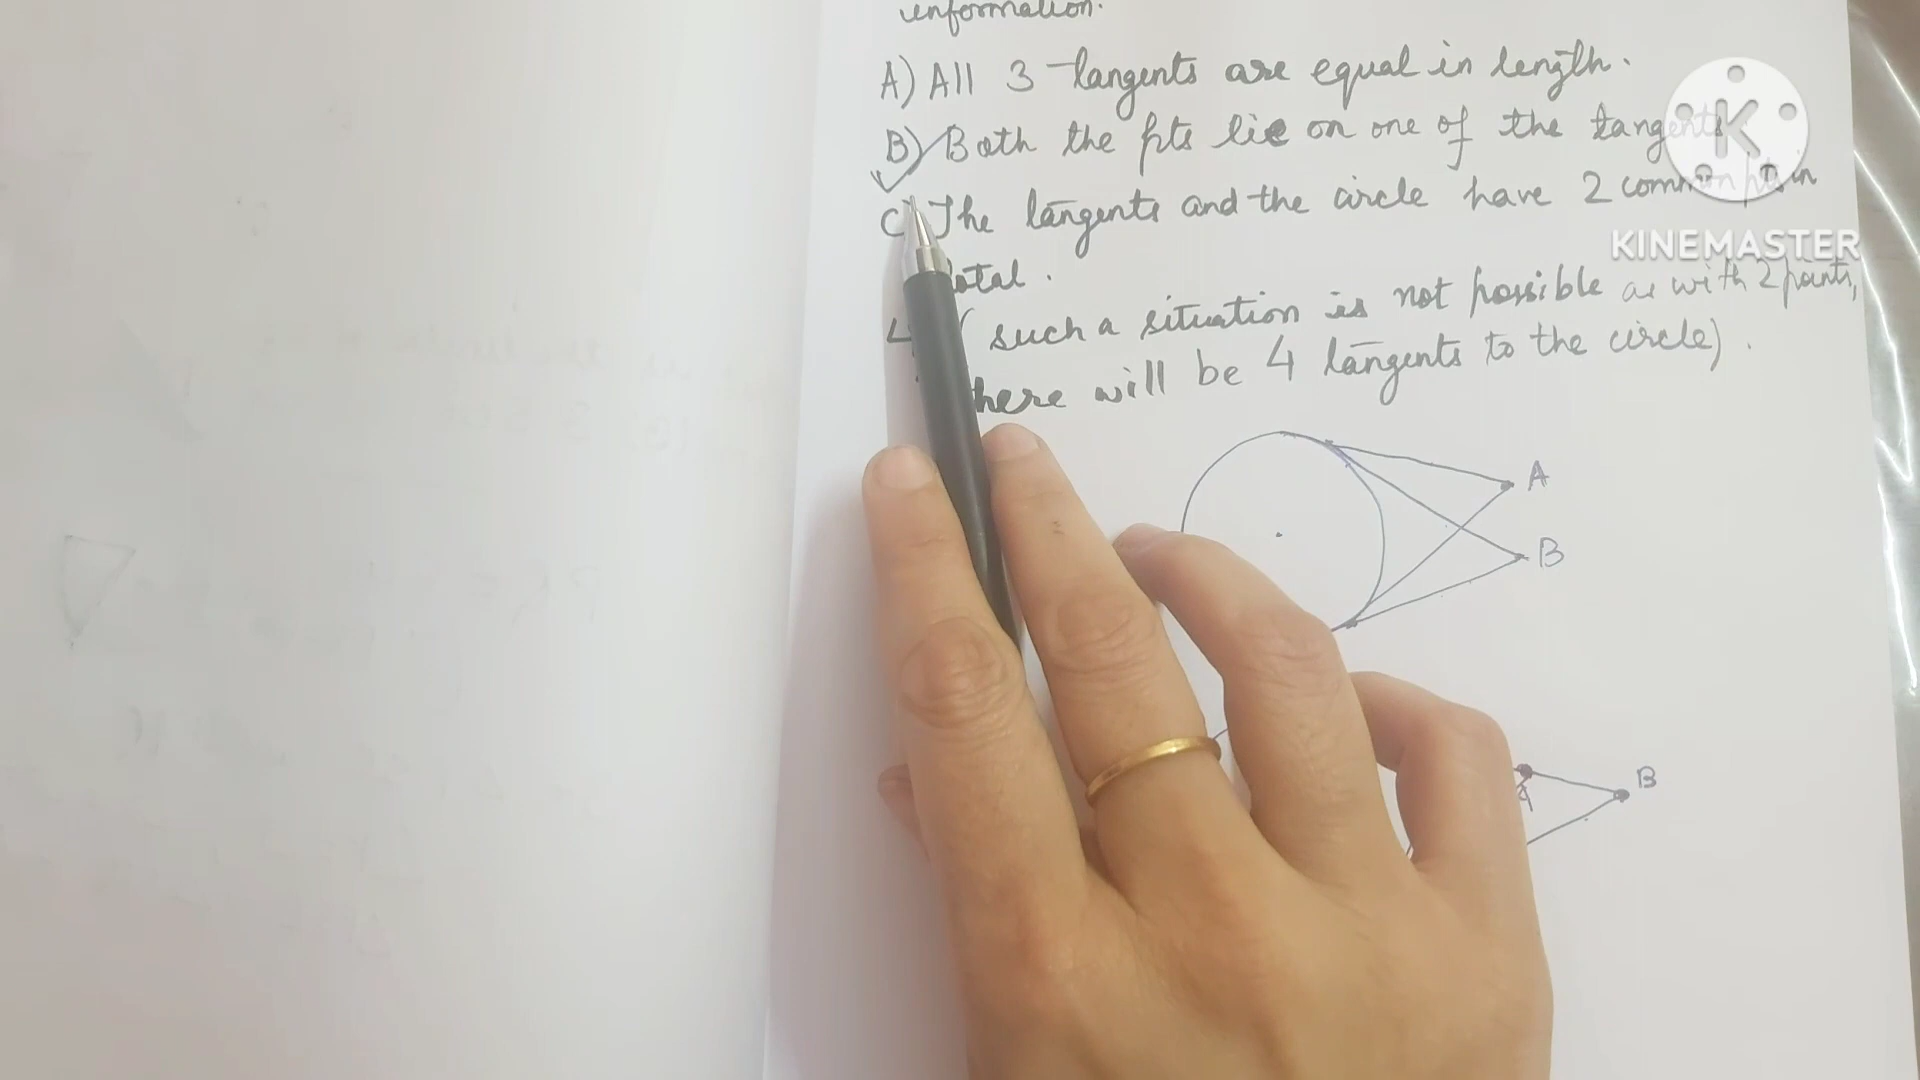 information.
A) All 3 tangents are equal in length.
B) Both the pts lie on one of the tangents
C) The tangents and the circle have 2 common pts in
total.
(such a situation is not possible as with 2 points,
there will be 4 tangents to the circle).
A
B
B
K
KINEMASTER